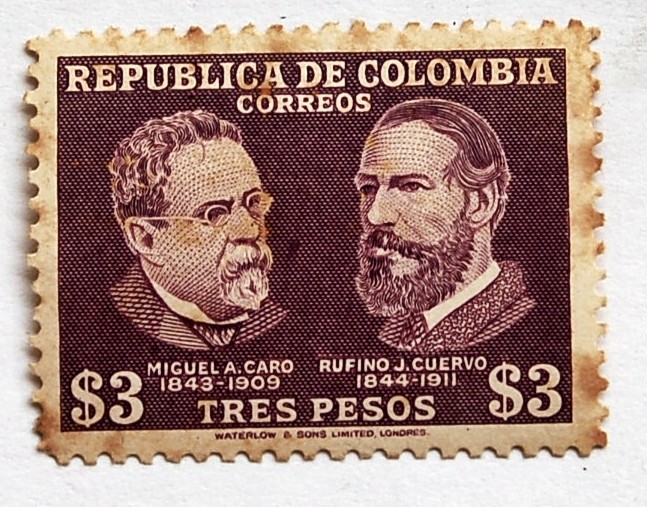 REPUBLICA DE COLOMBIA
CORREOS
MIGUEL A. CARO
1843-1909
RUFINO J. CUERVO
1844-1911
$3
TRES PESOS
$3
WATERLOW & SONS LIMITED, LONDRES.